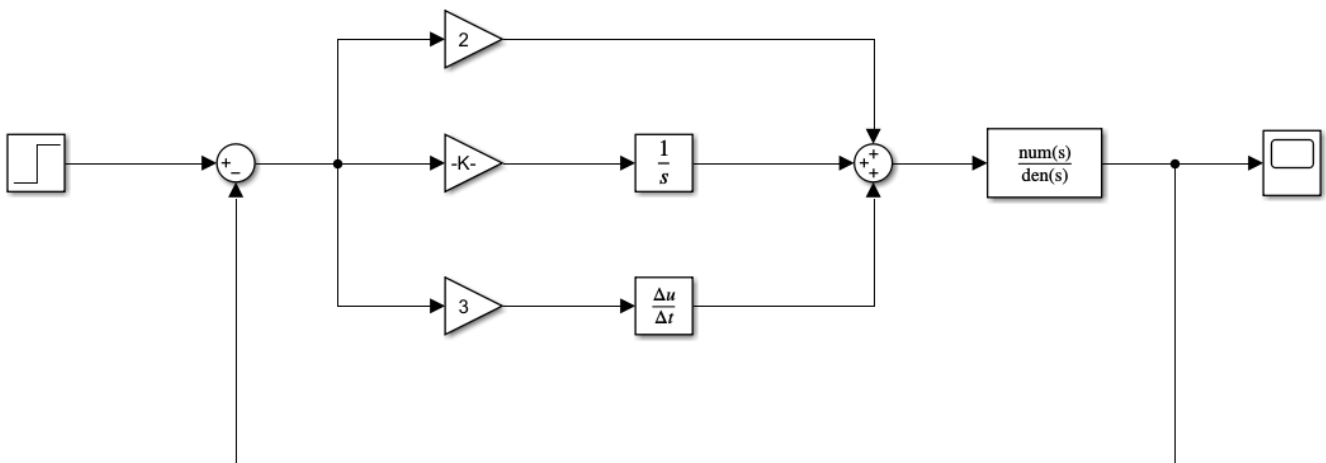 2
+
−
-K-
1
s
+
+
+
num(s)
den(s)
3
Δu
Δt